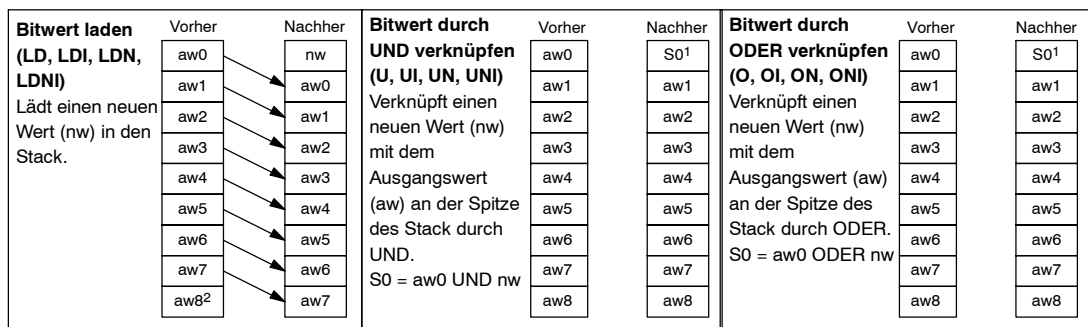 Bitwert laden
(LD, LDI, LDN,
LDNI)
Lädt einen neuen
Wert (nw) in den
Stack.
Vorher
aw0
aw1
aw2
aw3
aw4
aw5
aw6
aw7
aw8²
Nachher
nw
aw0
aw1
aw2
aw3
aw4
aw5
aw6
aw7
Bitwert durch
UND verknüpfen
(U, UI, UN, UNI)
Verknüpft einen
neuen Wert (nw)
mit dem
Ausgangswert
(aw) an der Spitze
des Stack durch
UND.
S0 = aw0 UND nw
Vorher
aw0
aw1
aw2
aw3
aw4
aw5
aw6
aw7
aw8
Nachher
S0¹
aw1
aw2
aw3
aw4
aw5
aw6
aw7
aw8
Bitwert durch
ODER verknüpfen
(O, OI, ON, ONI)
Verknüpft einen
neuen Wert (nw)
mit dem
Ausgangswert (aw)
an der Spitze des
Stack durch ODER.
S0 = aw0 ODER nw
Vorher
aw0
aw1
aw2
aw3
aw4
aw5
aw6
aw7
aw8
Nachher
S0¹
aw1
aw2
aw3
aw4
aw5
aw6
aw7
aw8